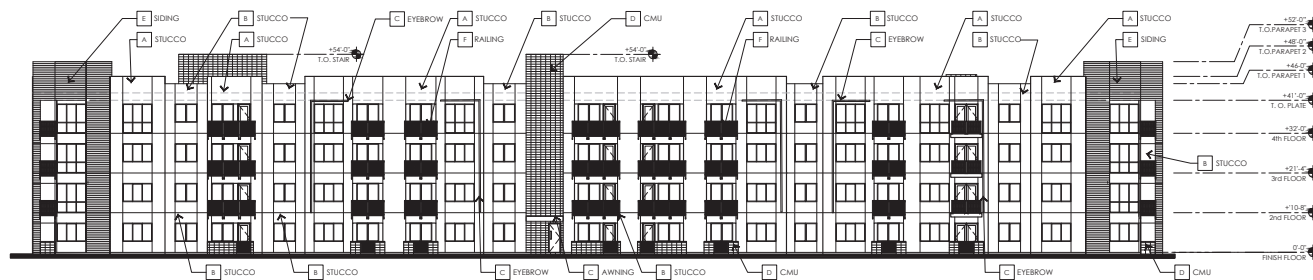 E SIDING
B STUCCO
B STUCCO
C EYEBROW
A STUCCO
B STUCCO
D CMU
A STUCCO
B STUCCO
A STUCCO
A STUCCO
+52'-0"
T.O.PARAPET 3
A STUCCO
A STUCCO
F RAILING
F RAILING
C EYEBROW
B STUCCO
E SIDING
+48'-0"
T.O.PARAPET 2
+54'-0"
T.O. STAIR
+54'-0"
T.O. STAIR
+46'-0"
T.O.PARAPET 1
+41'-0"
T. O. PLATE
+32'-0"
4th FLOOR
B STUCCO
+21'-4"
3rd FLOOR
+'10-8"
2nd FLOOR
0'-0"
FINISH FLOOR
B STUCCO
B STUCCO
C EYEBROW
C AWNING
B STUCCO
D CMU
C EYEBROW
D CMU